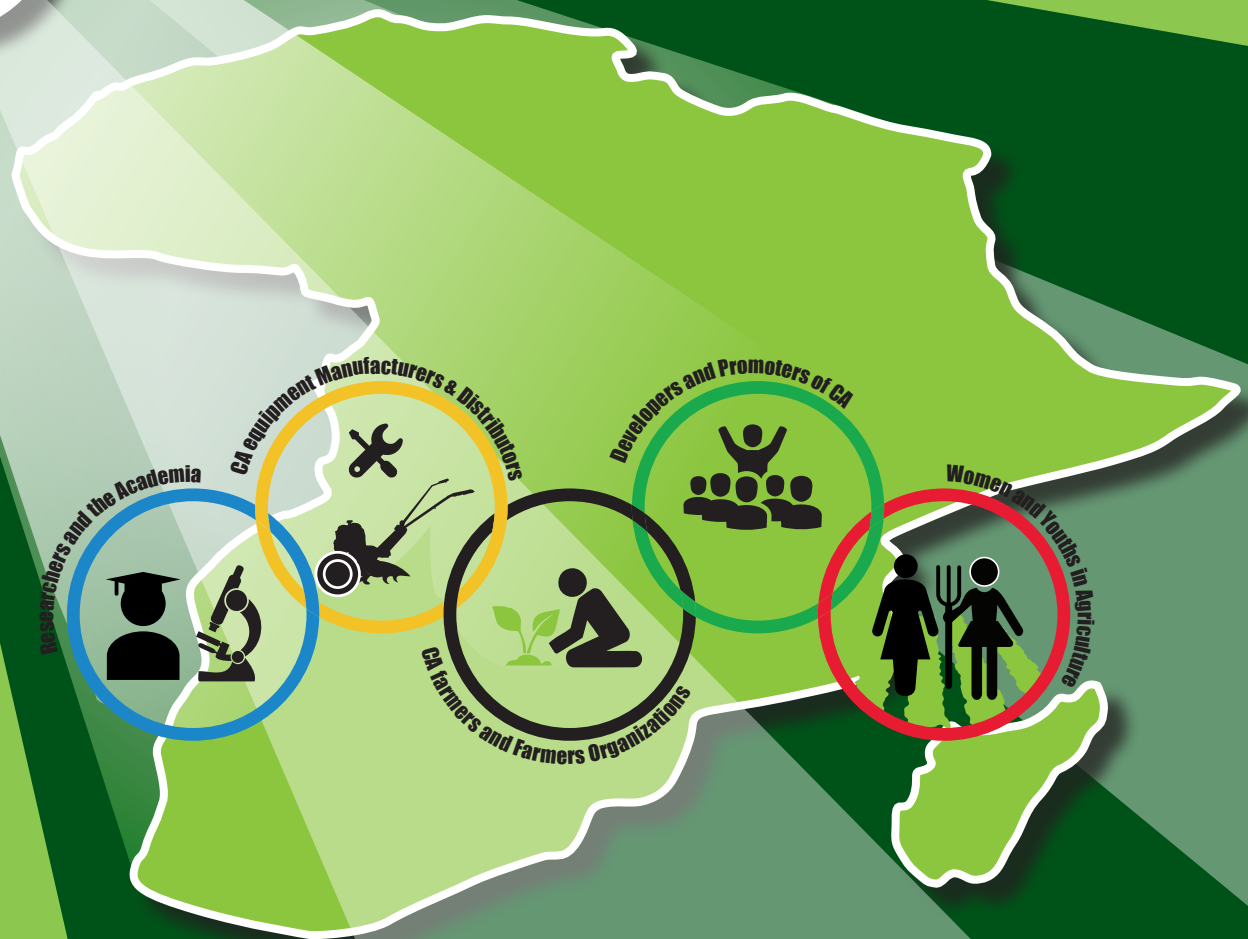 Researchers and the Academia
CA equipment Manufacturers & Distributors
CA farmers and Farmers Organizations
Developers and Promoters of CA
Women and Youths in Agriculture